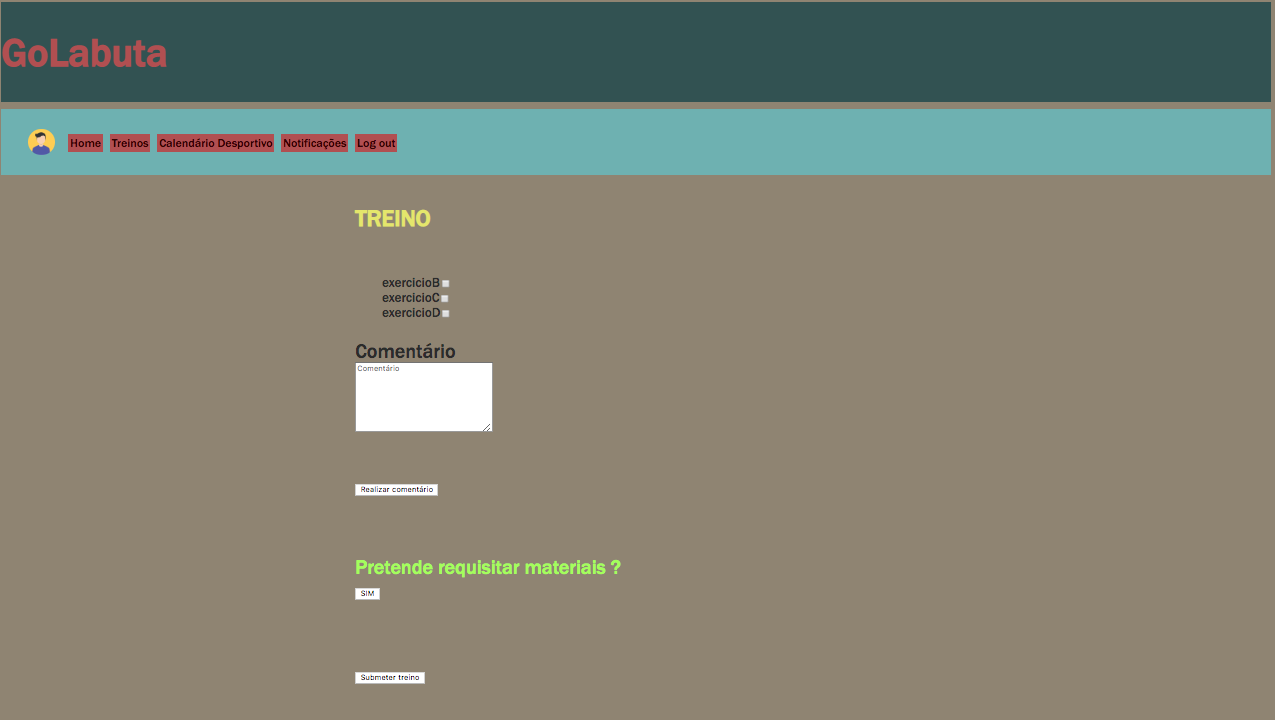 GoLabuta
Home Treinos Calendário Desportivo Notificações Log out
TREINO
exercicioB
exercicioC
exercicioD
Comentário
Comentário
Realizar comentário
Pretende requisitar materiais ?
SIM
Submeter treino